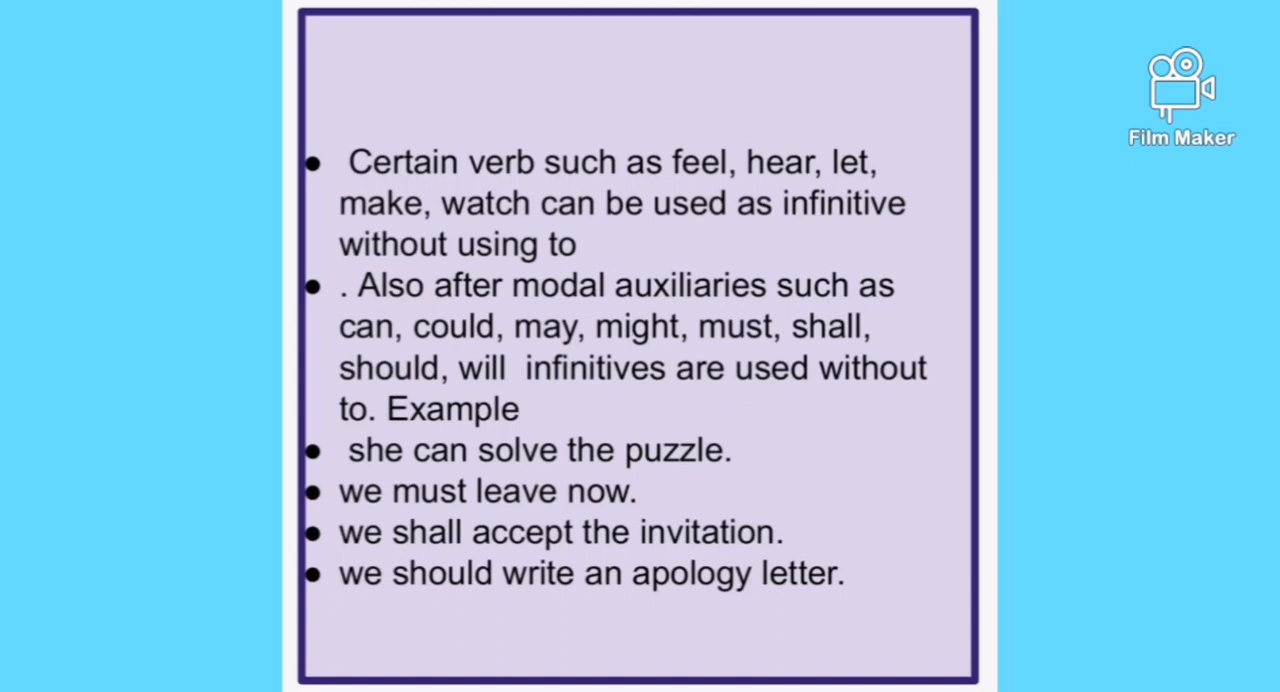 ● Certain verb such as feel, hear, let,
make, watch can be used as infinitive
without using to
● . Also after modal auxiliaries such as
can, could, may, might, must, shall,
should, will  infinitives are used without
to. Example
● she can solve the puzzle.
● we must leave now.
● we shall accept the invitation.
● we should write an apology letter.
Film Maker